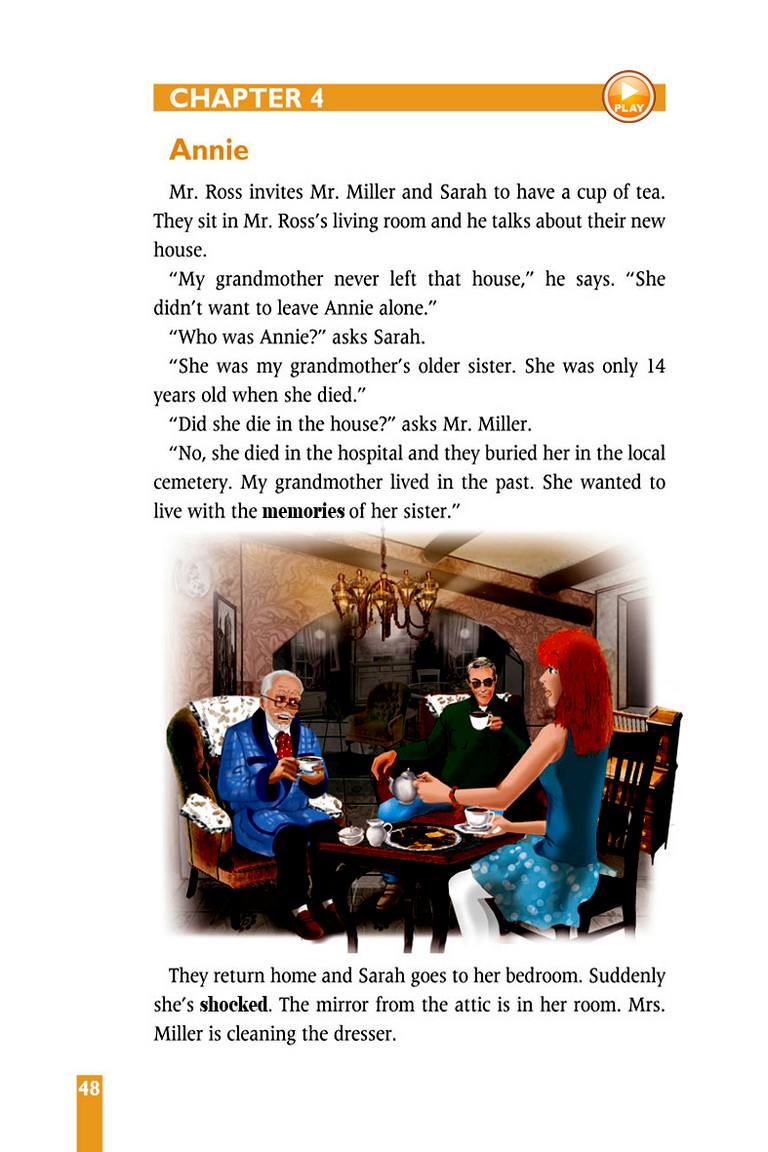 CHAPTER 4
PLAY
Annie
Mr. Ross invites Mr. Miller and Sarah to have a cup of tea.
They sit in Mr. Ross’s living room and he talks about their new
house.
“My grandmother never left that house,” he says. “She
didn’t want to leave Annie alone.”
“Who was Annie?” asks Sarah.
“She was my grandmother’s older sister. She was only 14
years old when she died.”
“Did she die in the house?” asks Mr. Miller.
“No, she died in the hospital and they buried her in the local
cemetery. My grandmother lived in the past. She wanted to
live with the memories of her sister.”
They return home and Sarah goes to her bedroom. Suddenly
she’s shocked. The mirror from the attic is in her room. Mrs.
Miller is cleaning the dresser.
48